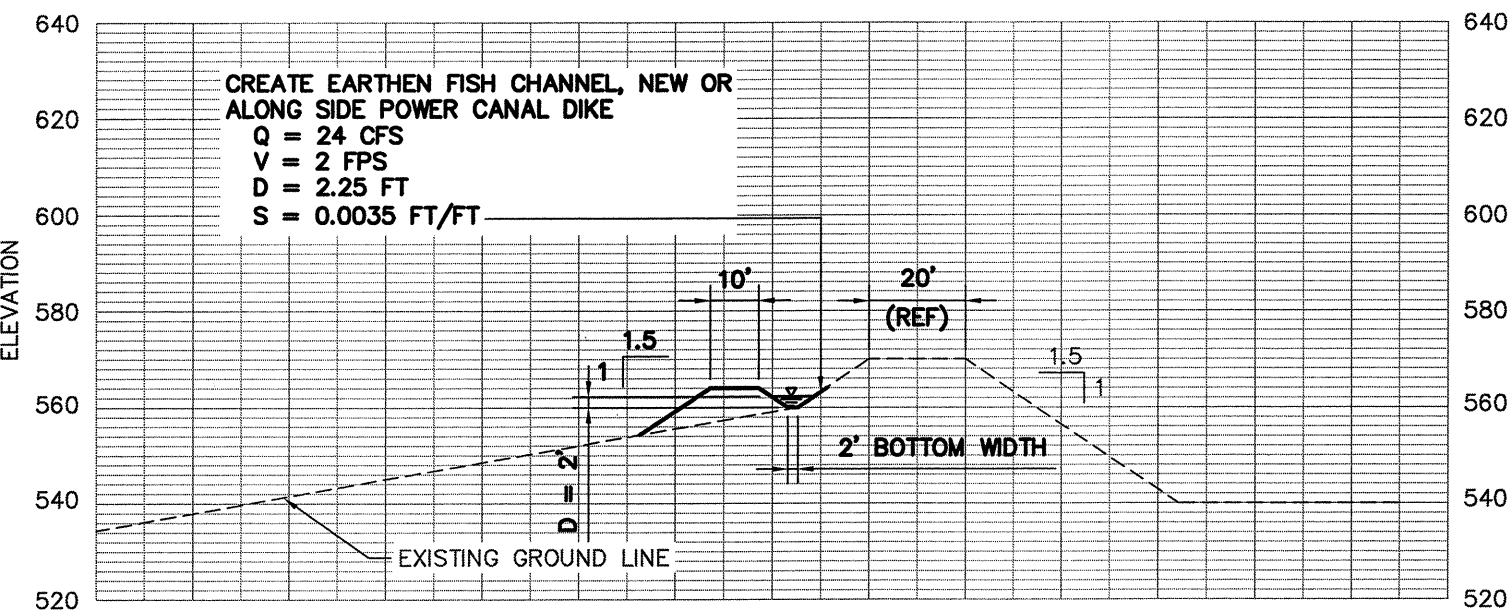 640
640
CREATE EARTHEN FISH CHANNEL, NEW OR
ALONG SIDE POWER CANAL DIKE
Q = 24 CFS
V = 2 FPS
D = 2.25 FT
S = 0.0035 FT/FT
620
620
600
600
ELEVATION
10'
20'
(REF)
580
580
1.5
1
1.5
1
560
560
2' BOTTOM WIDTH
D = 2'
540
540
EXISTING GROUND LINE
520
520